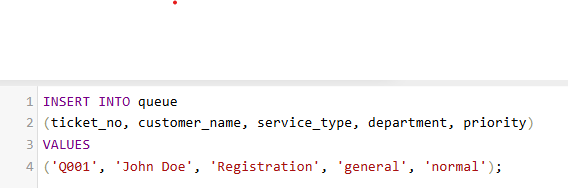 1 INSERT INTO queue
2 (ticket_no, customer_name, service_type, department, priority)
3 VALUES
4 ('Q001', 'John Doe', 'Registration', 'general', 'normal');